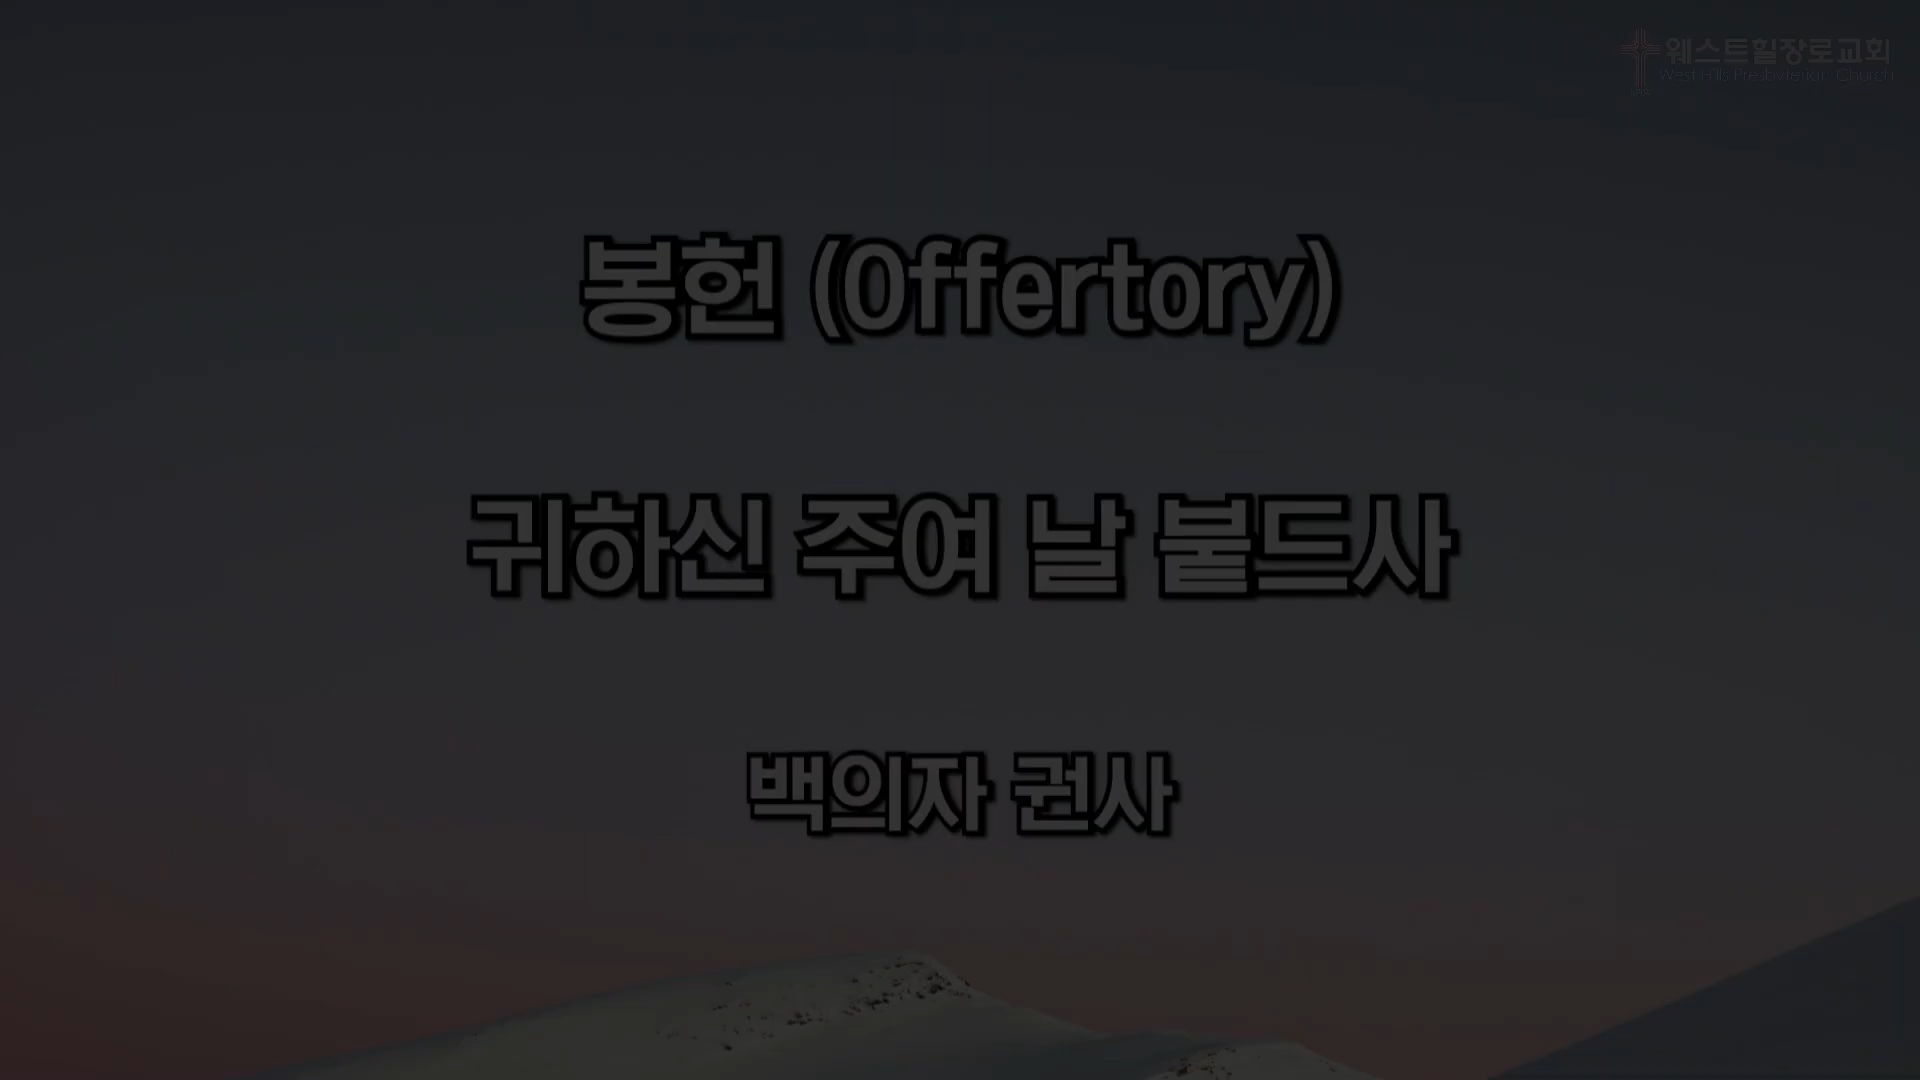 웨스트힐장로교회
West Hills Presbyterian Church
봉헌 (Offertory)
귀하신 주여 날 붙드사
백의자 권사